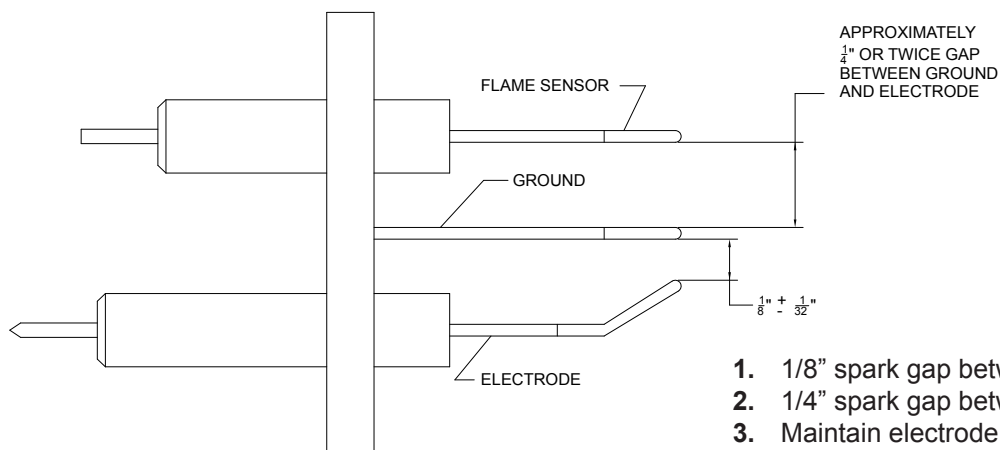 APPROXIMATELY
1/4" OR TWICE GAP
BETWEEN GROUND
AND ELECTRODE
FLAME SENSOR
GROUND
1/8" ± 1/32"
ELECTRODE
1. 1/8” spark gap betw
2. 1/4” spark gap betw
3. Maintain electrode